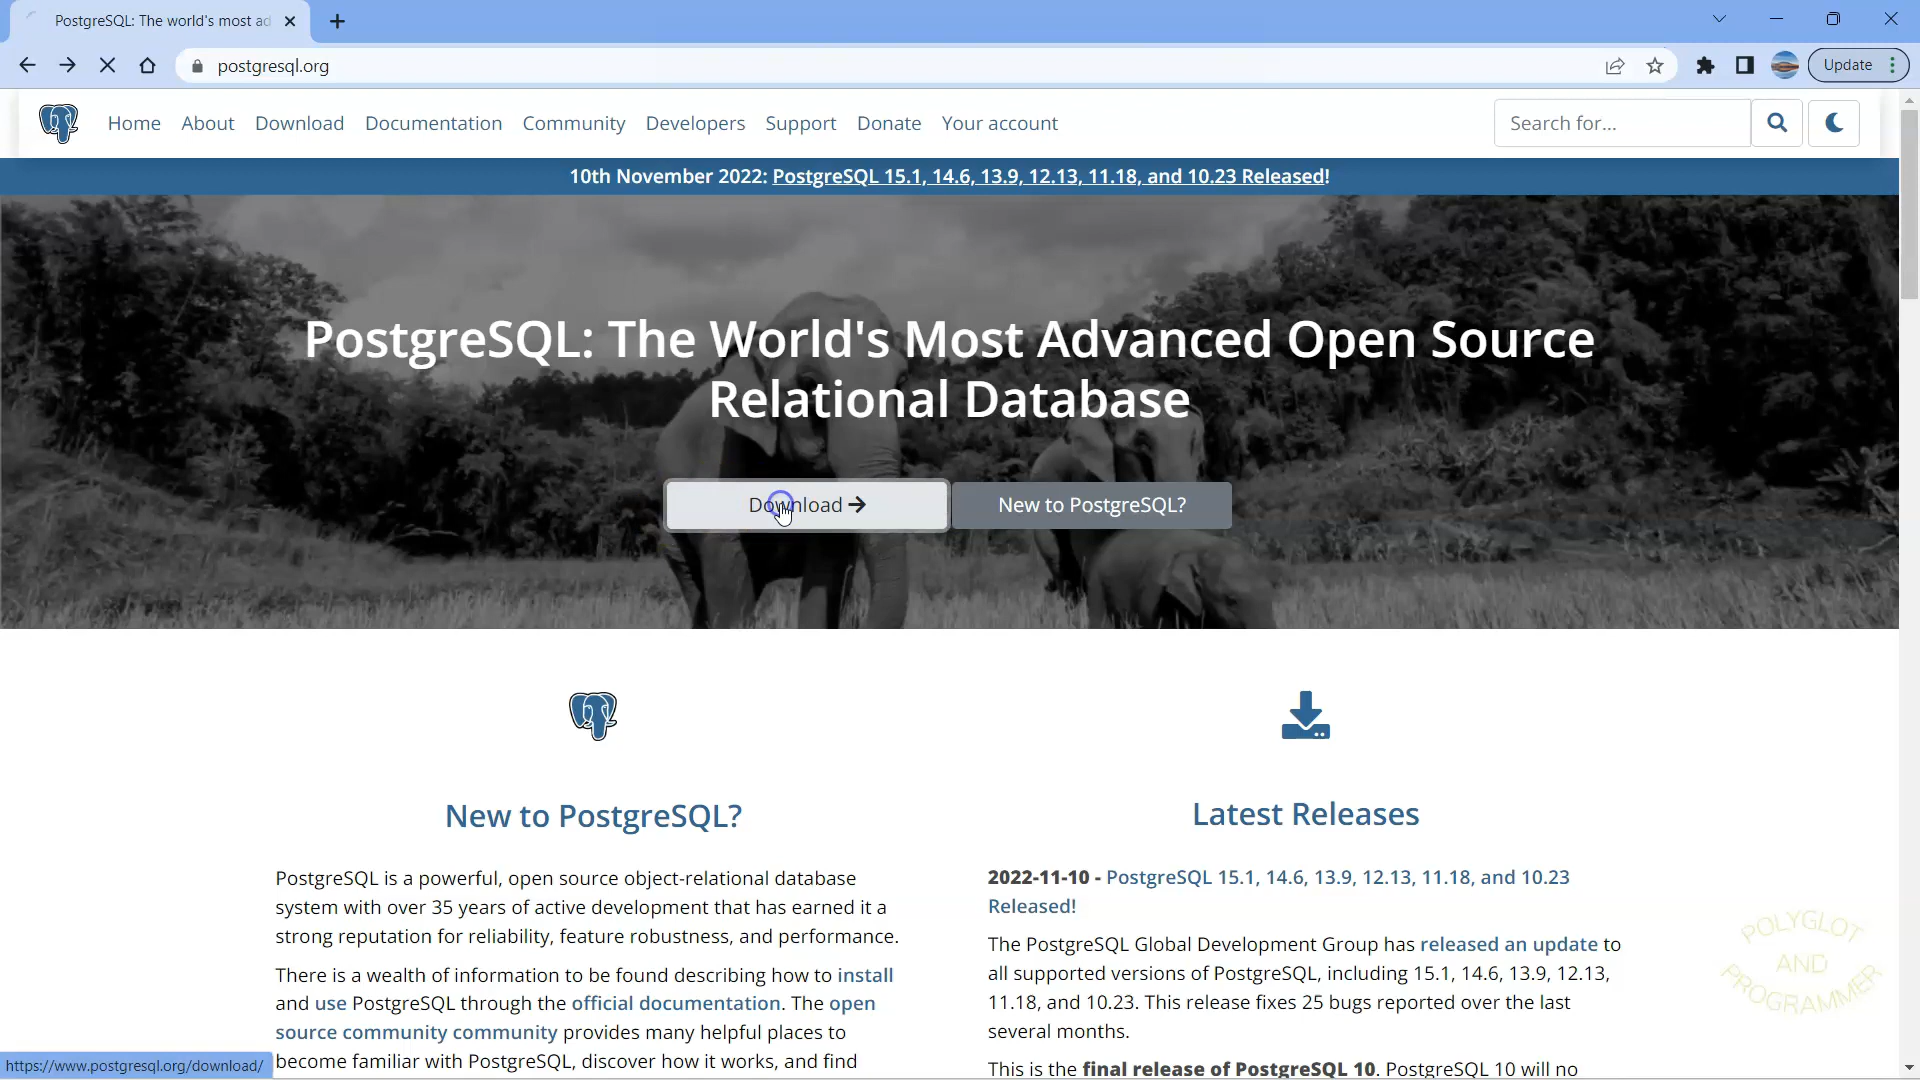 PostgreSQL: The world's most ad
postgresql.org
Update
Home About Download Documentation Community Developers Support Donate Your account
Search for...
10th November 2022: PostgreSQL 15.1, 14.6, 13.9, 12.13, 11.18, and 10.23 Released!
PostgreSQL: The World's Most Advanced Open Source
Relational Database
Download
New to PostgreSQL?
New to PostgreSQL?
PostgreSQL is a powerful, open source object-relational database
system with over 35 years of active development that has earned it a
strong reputation for reliability, feature robustness, and performance.
There is a wealth of information to be found describing how to install
and use PostgreSQL through the official documentation. The open
source community community provides many helpful places to
become familiar with PostgreSQL, discover how it works, and find
Latest Releases
2022-11-10 - PostgreSQL 15.1, 14.6, 13.9, 12.13, 11.18, and 10.23
Released!
The PostgreSQL Global Development Group has released an update to
all supported versions of PostgreSQL, including 15.1, 14.6, 13.9, 12.13,
11.18, and 10.23. This release fixes 25 bugs reported over the last
several months.
This is the final release of PostgreSQL 10. PostgreSQL 10 will no
POLYGLOT
AND
PROGRAMMER
https://www.postgresql.org/download/